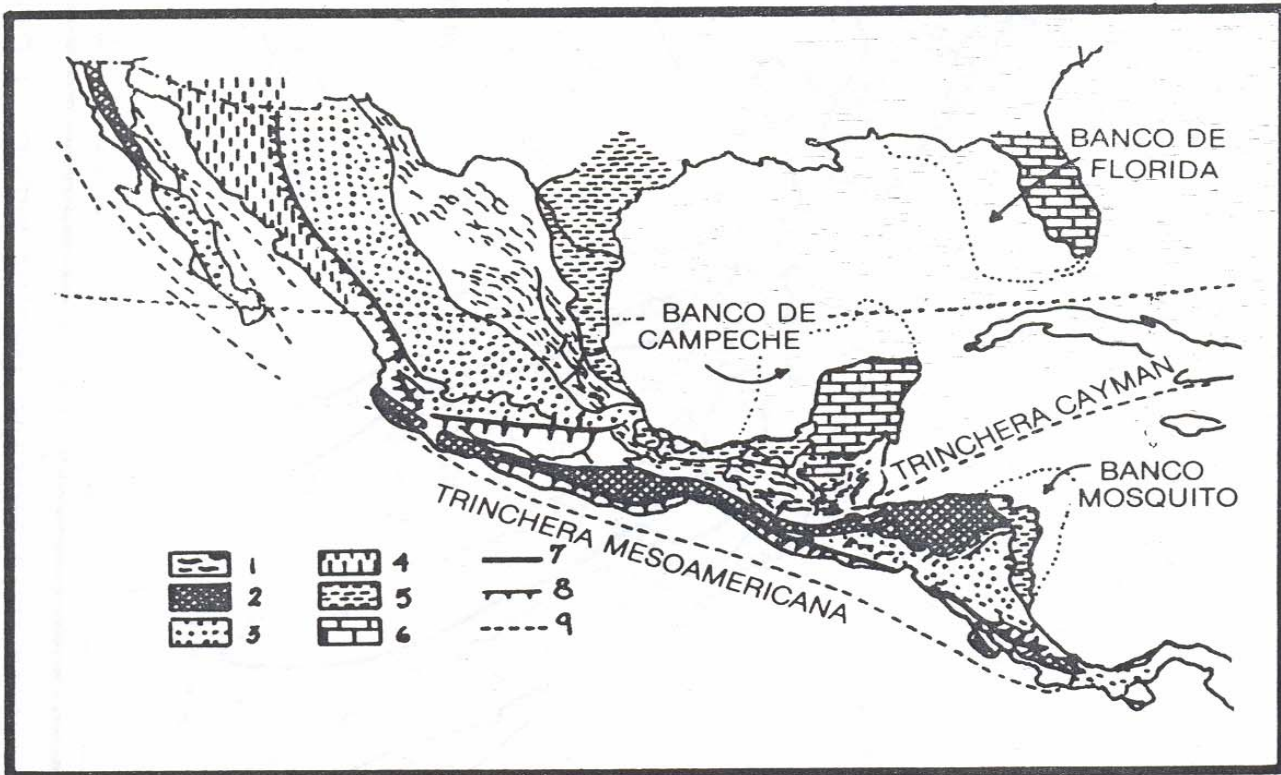 BANCO DE
FLORIDA
BANCO DE
CAMPECHE
TRINCHERA CAYMAN
BANCO
MOSQUITO
TRINCHERA MESOAMERICANA
1
2
3
4
5
6
7
8
9